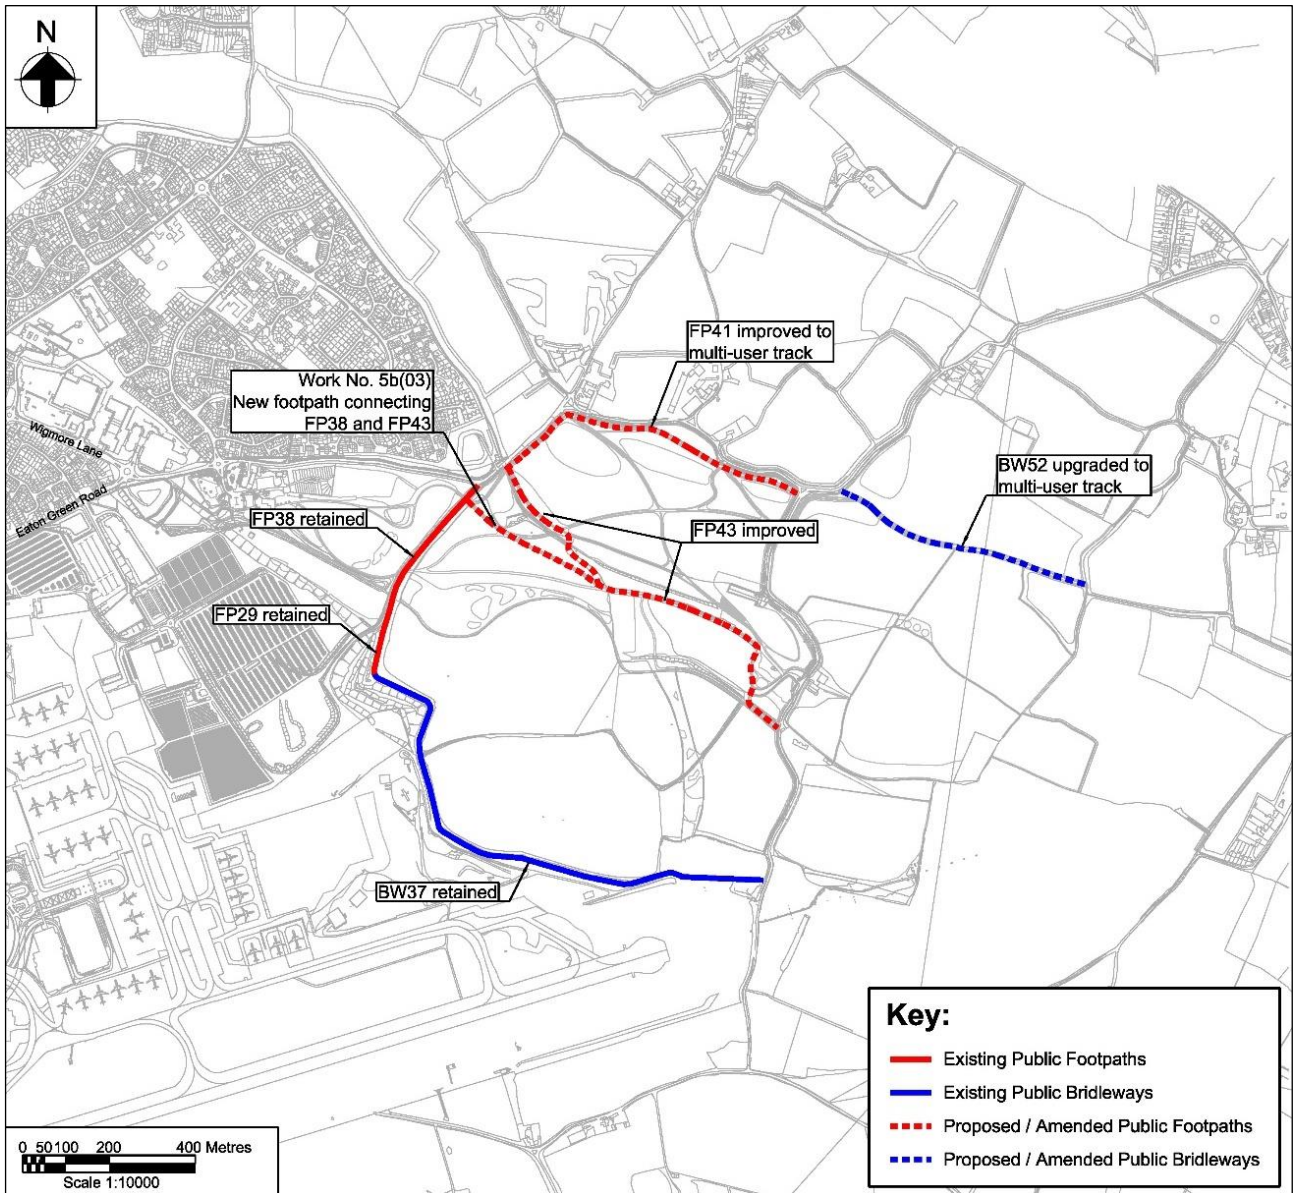 N
FP41 improved to
multi-user track
Work No. 5b(03)
New footpath connecting
FP38 and FP43
Wigmore Lane
BW52 upgraded to
multi-user track
Eaton Green Road
FP38 retained
FP43 improved
FP29 retained
BW37 retained
Key:
Existing Public Footpaths
Existing Public Bridleways
Proposed / Amended Public Footpaths
Proposed / Amended Public Bridleways
0 50 100 200 400 Metres
Scale 1:10000